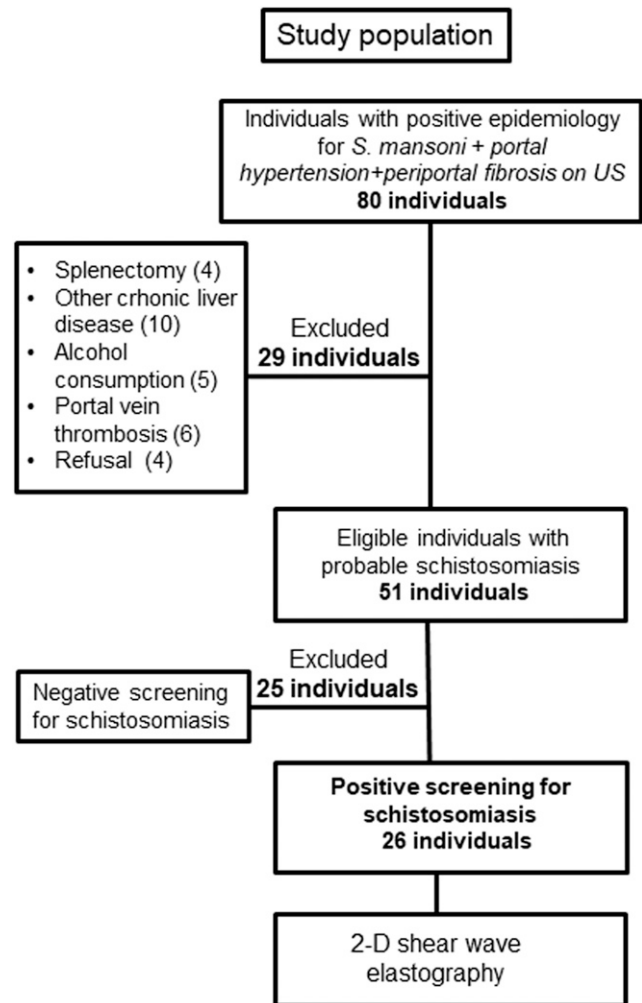 Study population
Individuals with positive epidemiology
for S. mansoni + portal
hypertension+periportal fibrosis on US
80 individuals
• Splenectomy (4)
• Other crhonic liver
disease (10)
• Alcohol
consumption (5)
• Portal vein
thrombosis (6)
• Refusal (4)
Excluded
29 individuals
Eligible individuals with
probable schistosomiasis
51 individuals
Excluded
25 individuals
Negative screening
for schistosomiasis
Positive screening for
schistosomiasis
26 individuals
2-D shear wave
elastography